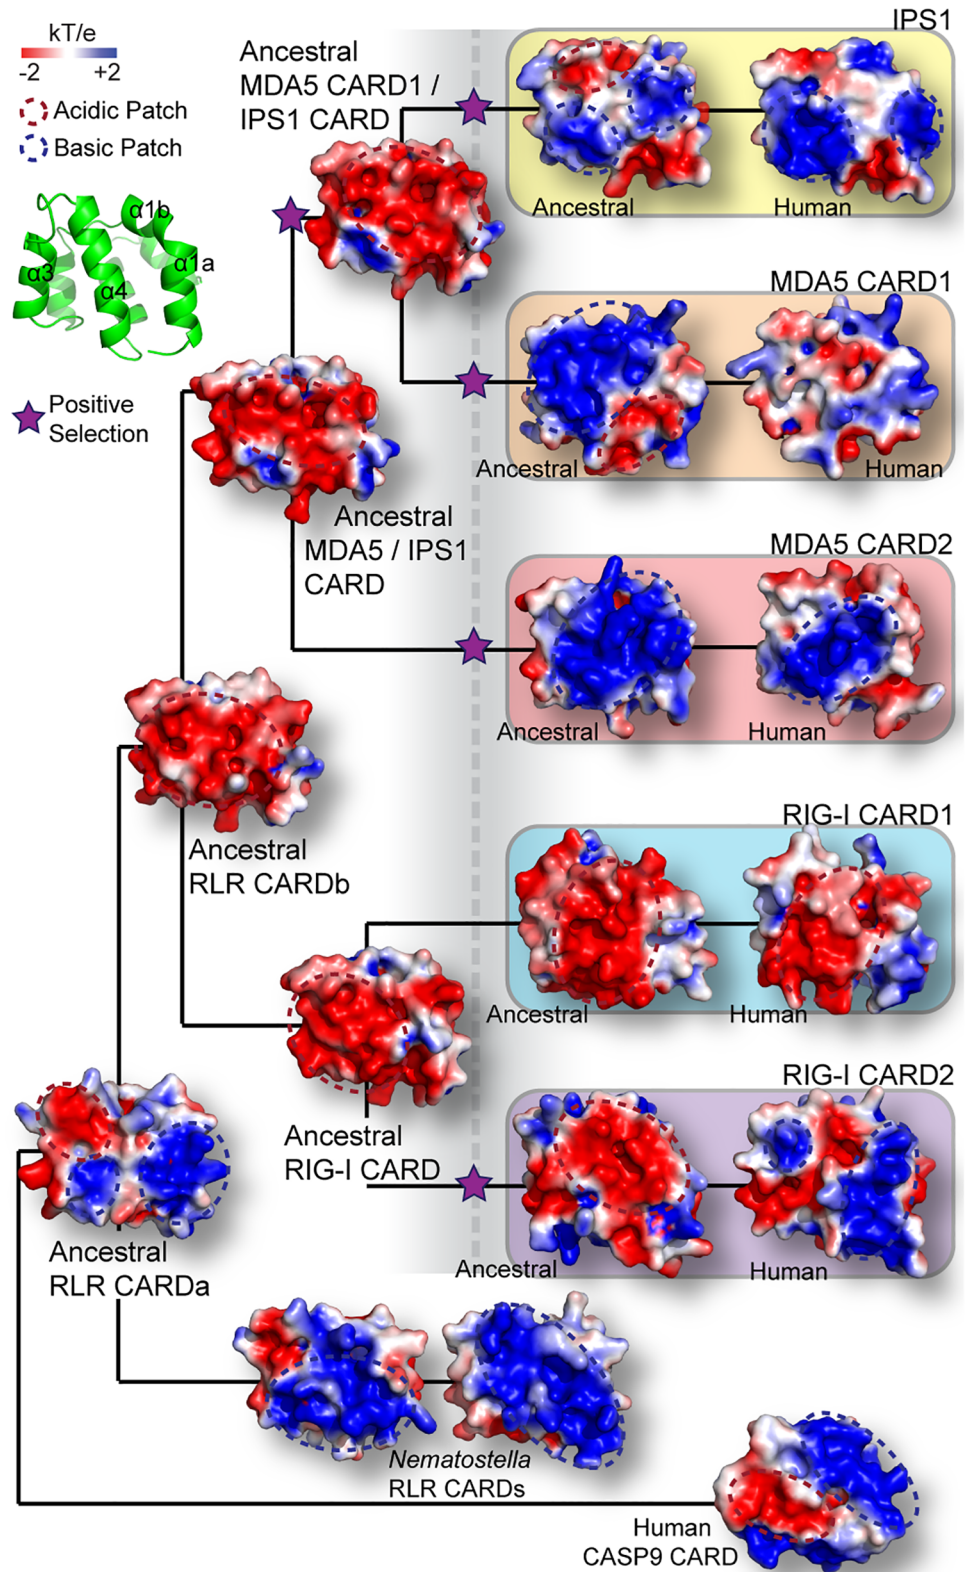 kT/e
-2 +2
Acidic Patch
Basic Patch
α1b
α3
α1a
α4
Positive
Selection
Ancestral
MDA5 CARD1 /
IPS1 CARD
IPS1
Ancestral Human
MDA5 CARD1
Ancestral Human
Ancestral
MDA5 / IPS1
CARD
MDA5 CARD2
Ancestral Human
Ancestral
RLR CARDb
RIG-I CARD1
Ancestral Human
Ancestral
RIG-I CARD
RIG-I CARD2
Ancestral Human
Ancestral
RLR CARDa
Nematostella
RLR CARDs
Human
CASP9 CARD